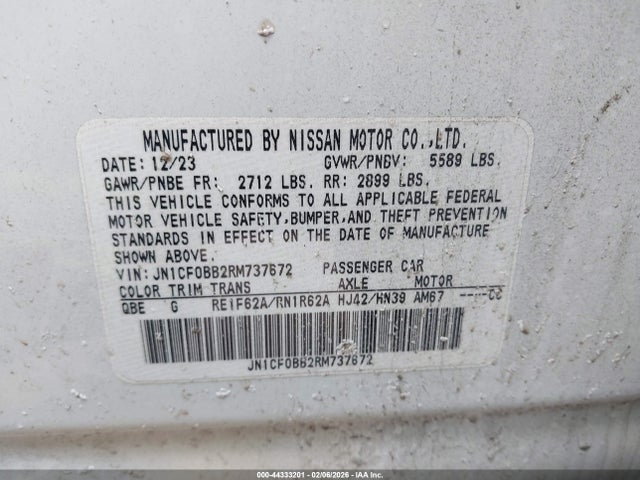 MANUFACTURED BY NISSAN MOTOR CO.,LTD.
DATE: 12/23 GVWR/PNBV: 5589 LBS.
GAWR/PNBE FR: 2712 LBS. RR: 2899 LBS.
THIS VEHICLE CONFORMS TO ALL APPLICABLE FEDERAL
MOTOR VEHICLE SAFETY,BUMPER,AND THEFT PREVENTION
STANDARDS IN EFFECT ON THE DATE OF MANUFACTURE
SHOWN ABOVE.
VIN: JN1CF0BB2RM737672 PASSENGER CAR
COLOR TRIM TRANS AXLE MOTOR
QBE G RE1F62A/RN1R62A HJ42/HN39 AM67 ----CC
JN1CF0BB2RM737672
000-44333201 - 02/06/2026 - IAAI.com